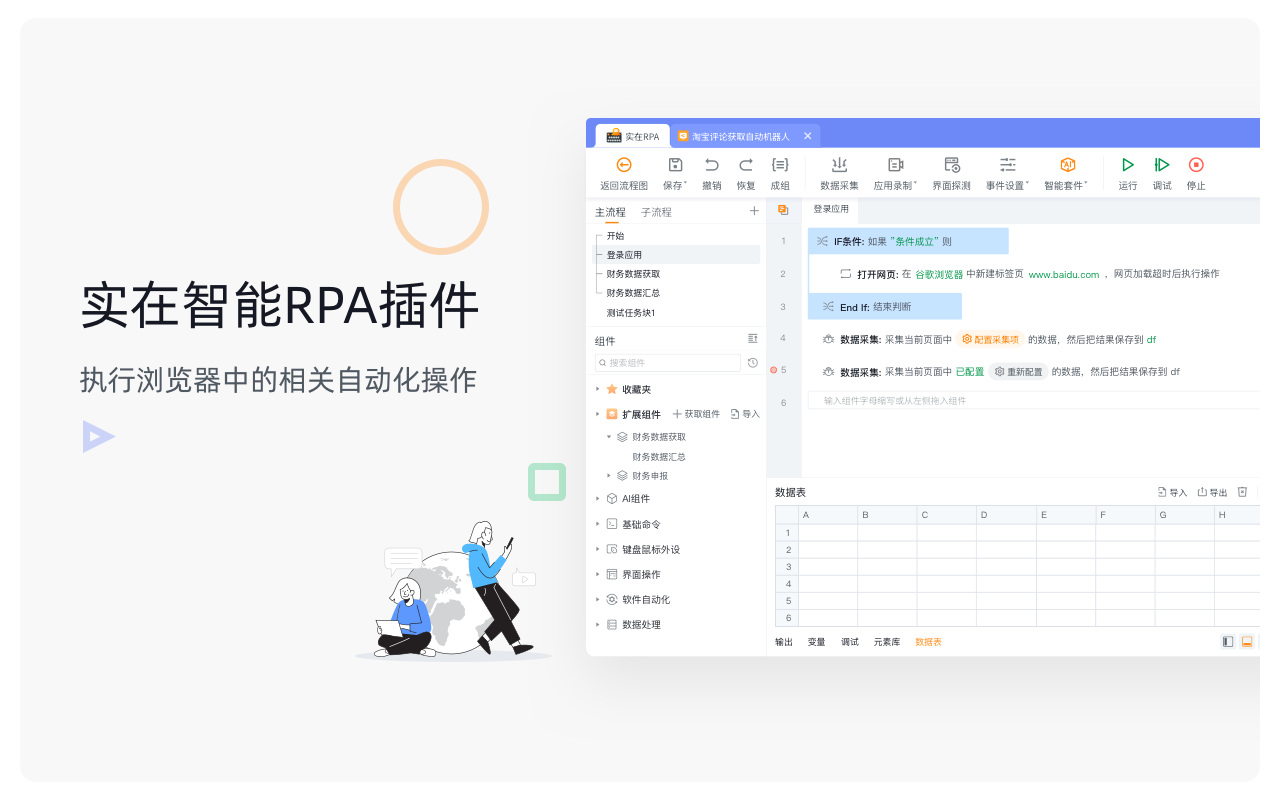 实在智能RPA插件
执行浏览器中的相关自动化操作
实在RPA
淘宝评论获取自动机器人
返回流程图 保存 撤销 恢复 成组 数据采集 应用录制 界面探测 事件设置 智能套件 运行 调试 停止
AI
主流程 子流程
开始
登录应用
财务数据获取
财务数据汇总
测试任务块1
组件
搜索组件
收藏夹
扩展组件 获取组件 导入
财务数据获取
财务数据汇总
财务申报
AI组件
基础命令
键盘鼠标外设
界面操作
软件自动化
数据处理
登录应用
1 IF条件: 如果 "条件成立" 则
2 打开网页: 在 谷歌浏览器 中新建标签页 www.baidu.com ，网页加载超时后执行操作
3 End If: 结束判断
4 数据采集: 采集当前页面中 配置采集项 的数据，然后把结果保存到 df
5 数据采集: 采集当前页面中 已配置 重新配置 的数据，然后把结果保存到 df
6 输入组件字母缩写或从左侧拖入组件
数据表 导入 导出
A B C D E F G H
1
2
3
4
5
6
输出 变量 调试 元素库 数据表